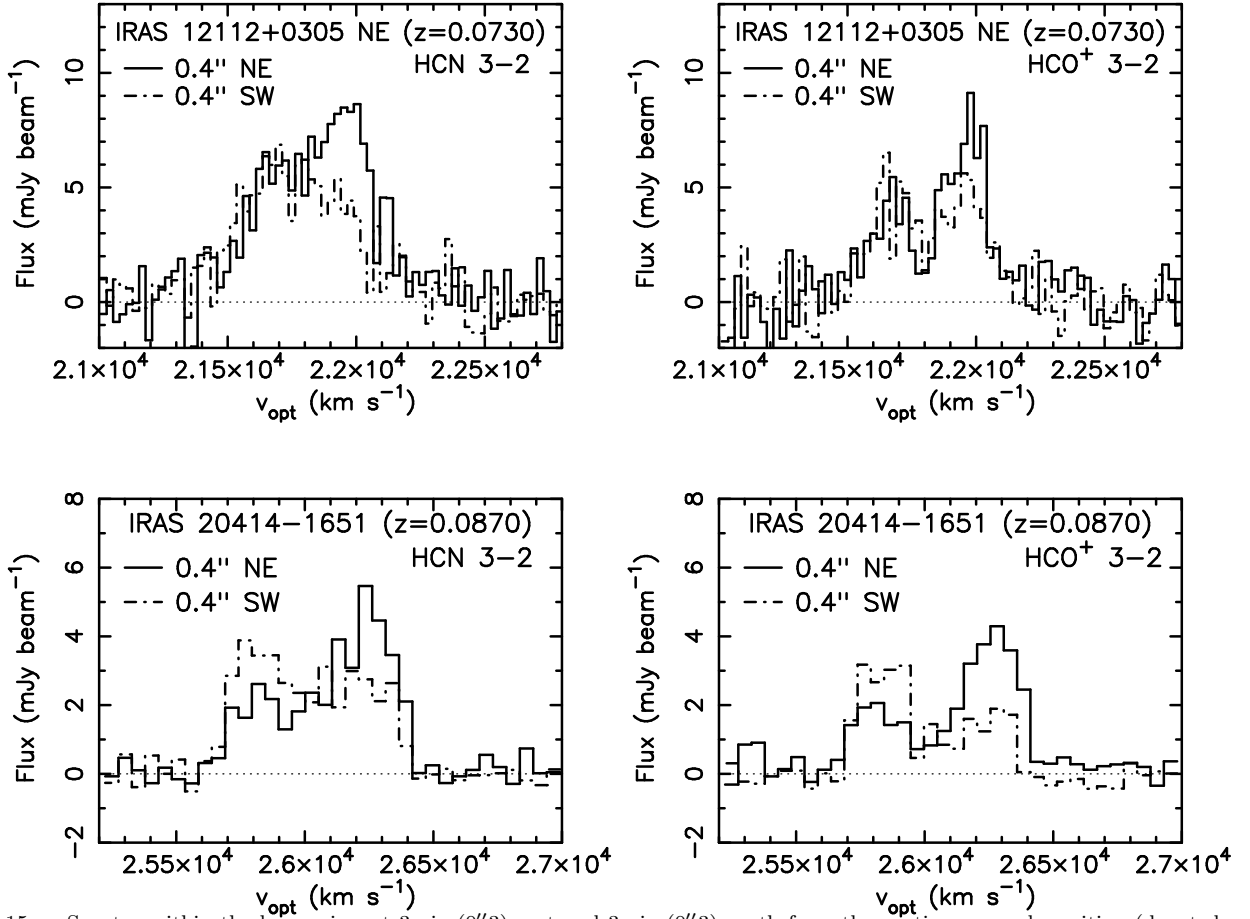 IRAS 12112+0305 NE (z=0.0730)
HCN 3−2
0.4" NE
0.4" SW
Flux (mJy beam⁻¹)
10
5
0
2.1×10⁴ 2.15×10⁴ 2.2×10⁴ 2.25×10⁴
v_opt (km s⁻¹)
IRAS 12112+0305 NE (z=0.0730)
HCO⁺ 3−2
0.4" NE
0.4" SW
Flux (mJy beam⁻¹)
10
5
0
2.1×10⁴ 2.15×10⁴ 2.2×10⁴ 2.25×10⁴
v_opt (km s⁻¹)
IRAS 20414−1651 (z=0.0870)
HCN 3−2
0.4" NE
0.4" SW
Flux (mJy beam⁻¹)
8
6
4
2
0
−2
2.55×10⁴ 2.6×10⁴ 2.65×10⁴ 2.7×10⁴
v_opt (km s⁻¹)
IRAS 20414−1651 (z=0.0870)
HCO⁺ 3−2
0.4" NE
0.4" SW
Flux (mJy beam⁻¹)
8
6
4
2
0
−2
2.55×10⁴ 2.6×10⁴ 2.65×10⁴ 2.7×10⁴
v_opt (km s⁻¹)